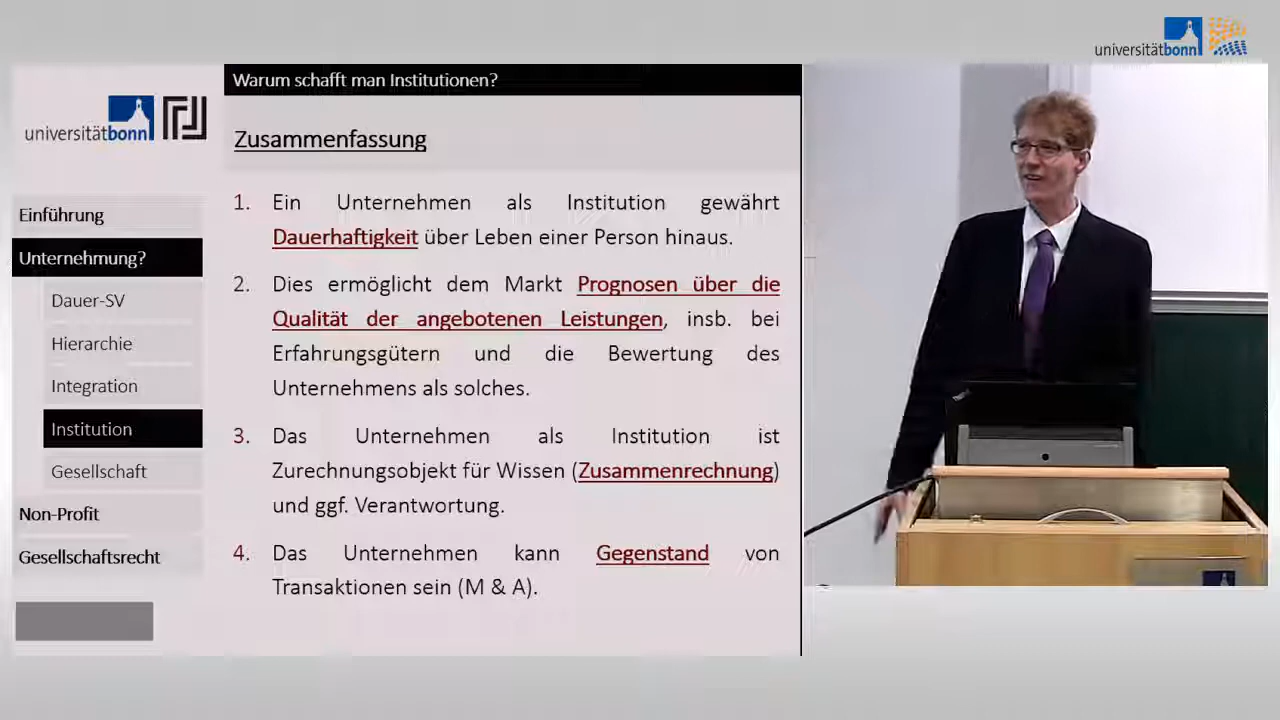 universitätbonn
Warum schafft man Institutionen?
universitätbonn
Zusammenfassung
Einführung
Unternehmung?
Dauer-SV
Hierarchie
Integration
Institution
Gesellschaft
Non-Profit
Gesellschaftsrecht
1. Ein Unternehmen als Institution gewährt
Dauerhaftigkeit über Leben einer Person hinaus.
2. Dies ermöglicht dem Markt Prognosen über die
Qualität der angebotenen Leistungen, insb. bei
Erfahrungsgütern und die Bewertung des
Unternehmens als solches.
3. Das Unternehmen als Institution ist
Zurechnungsobjekt für Wissen (Zusammenrechnung)
und ggf. Verantwortung.
4. Das Unternehmen kann Gegenstand von
Transaktionen sein (M & A).